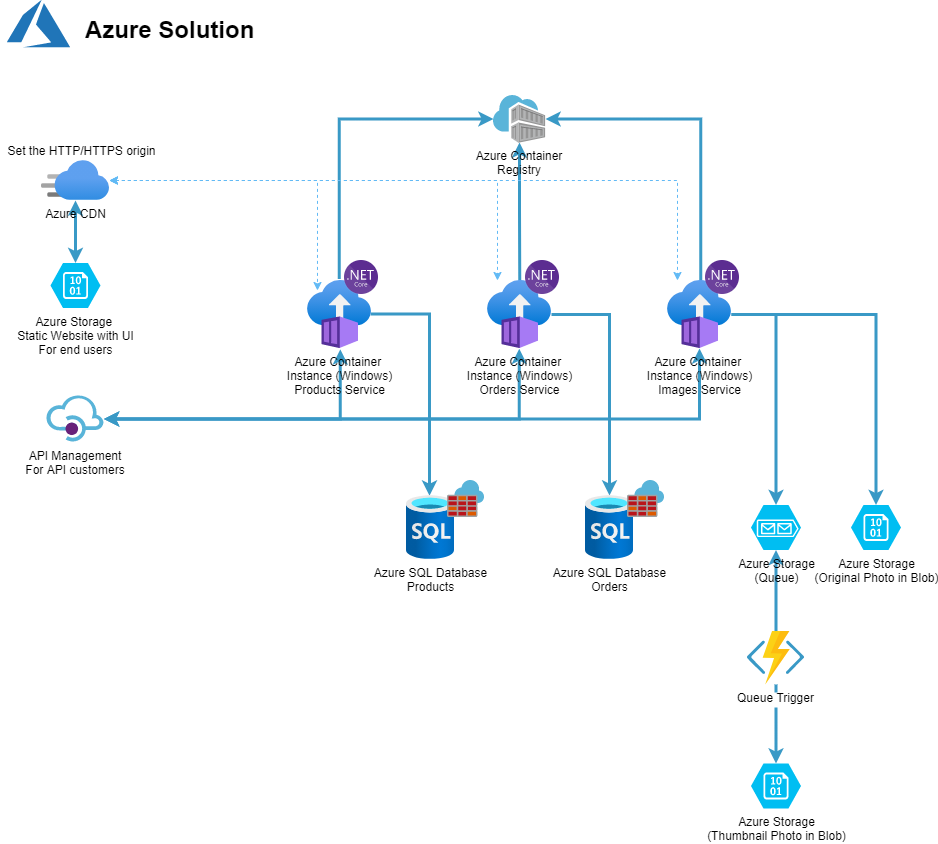 Azure Solution
Azure Container
Registry
Set the HTTP/HTTPS origin
Azure CDN
10
01
Azure Storage
Static Website with UI
For end users
.NET
Core
Azure Container
Instance (Windows)
Products Service
.NET
Core
Azure Container
Instance (Windows)
Orders Service
.NET
Core
Azure Container
Instance (Windows)
Images Service
API Management
For API customers
SQL
Azure SQL Database
Products
SQL
Azure SQL Database
Orders
Azure Storage
(Queue)
10
01
Azure Storage
(Original Photo in Blob)
Queue Trigger
10
01
Azure Storage
(Thumbnail Photo in Blob)